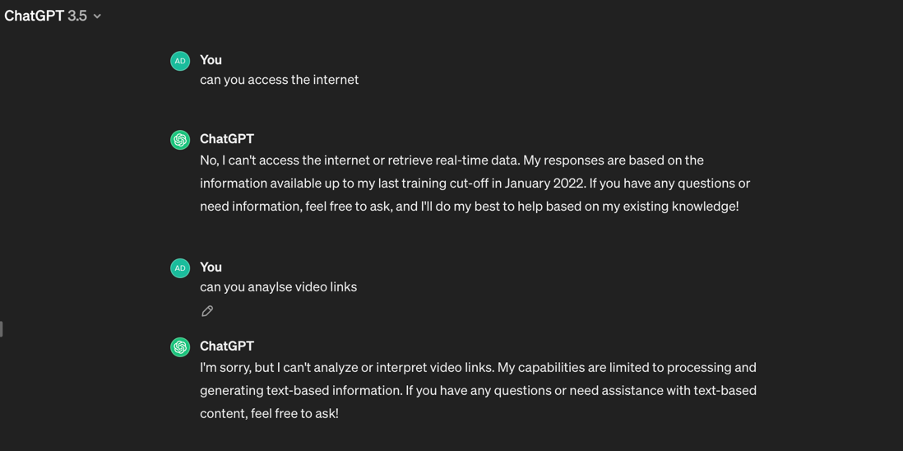 ChatGPT 3.5
AD You
can you access the internet
ChatGPT
No, I can't access the internet or retrieve real-time data. My responses are based on the
information available up to my last training cut-off in January 2022. If you have any questions or
need information, feel free to ask, and I'll do my best to help based on my existing knowledge!
AD You
can you anaylse video links
ChatGPT
I'm sorry, but I can't analyze or interpret video links. My capabilities are limited to processing and
generating text-based information. If you have any questions or need assistance with text-based
content, feel free to ask!